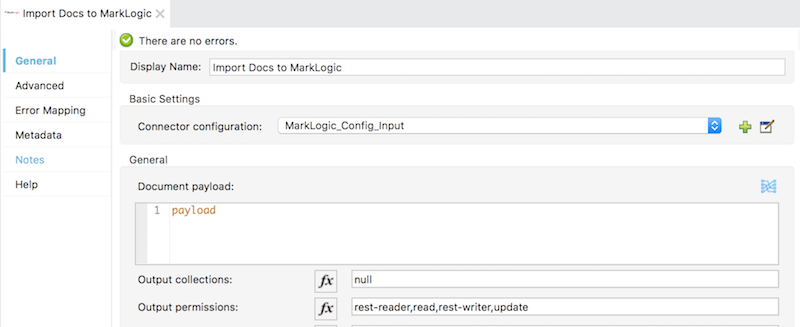 Import Docs to MarkLogic
There are no errors.
General
Display Name: Import Docs to MarkLogic
Advanced
Basic Settings
Error Mapping
Connector configuration: MarkLogic_Config_Input
Metadata
Notes
General
Help
Document payload:
1 payload
Output collections: fx null
Output permissions: fx rest-reader,read,rest-writer,update